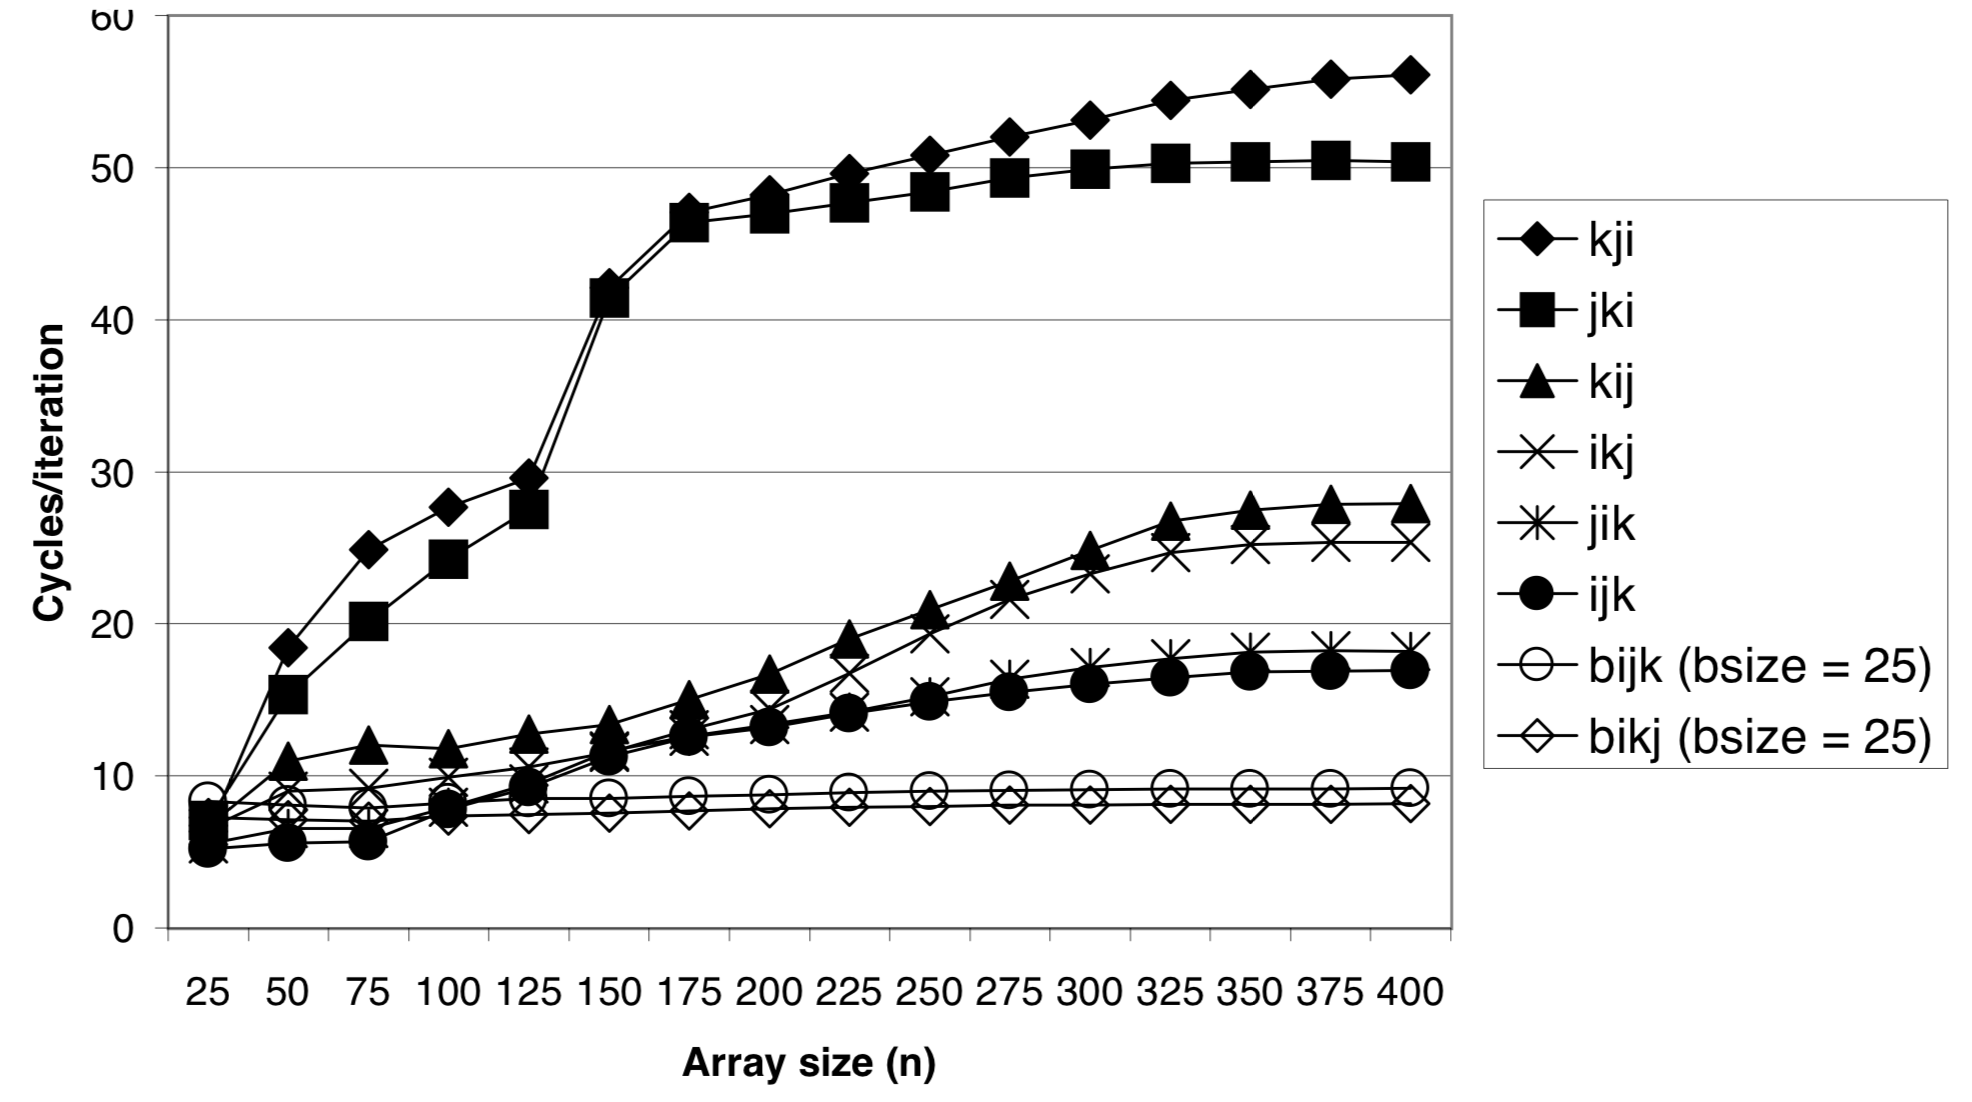 60
50
40
30
20
10
0
Cycles/iteration
25 50 75 100 125 150 175 200 225 250 275 300 325 350 375 400
Array size (n)
kji
jki
kij
ikj
jik
ijk
bijk (bsize = 25)
bikj (bsize = 25)